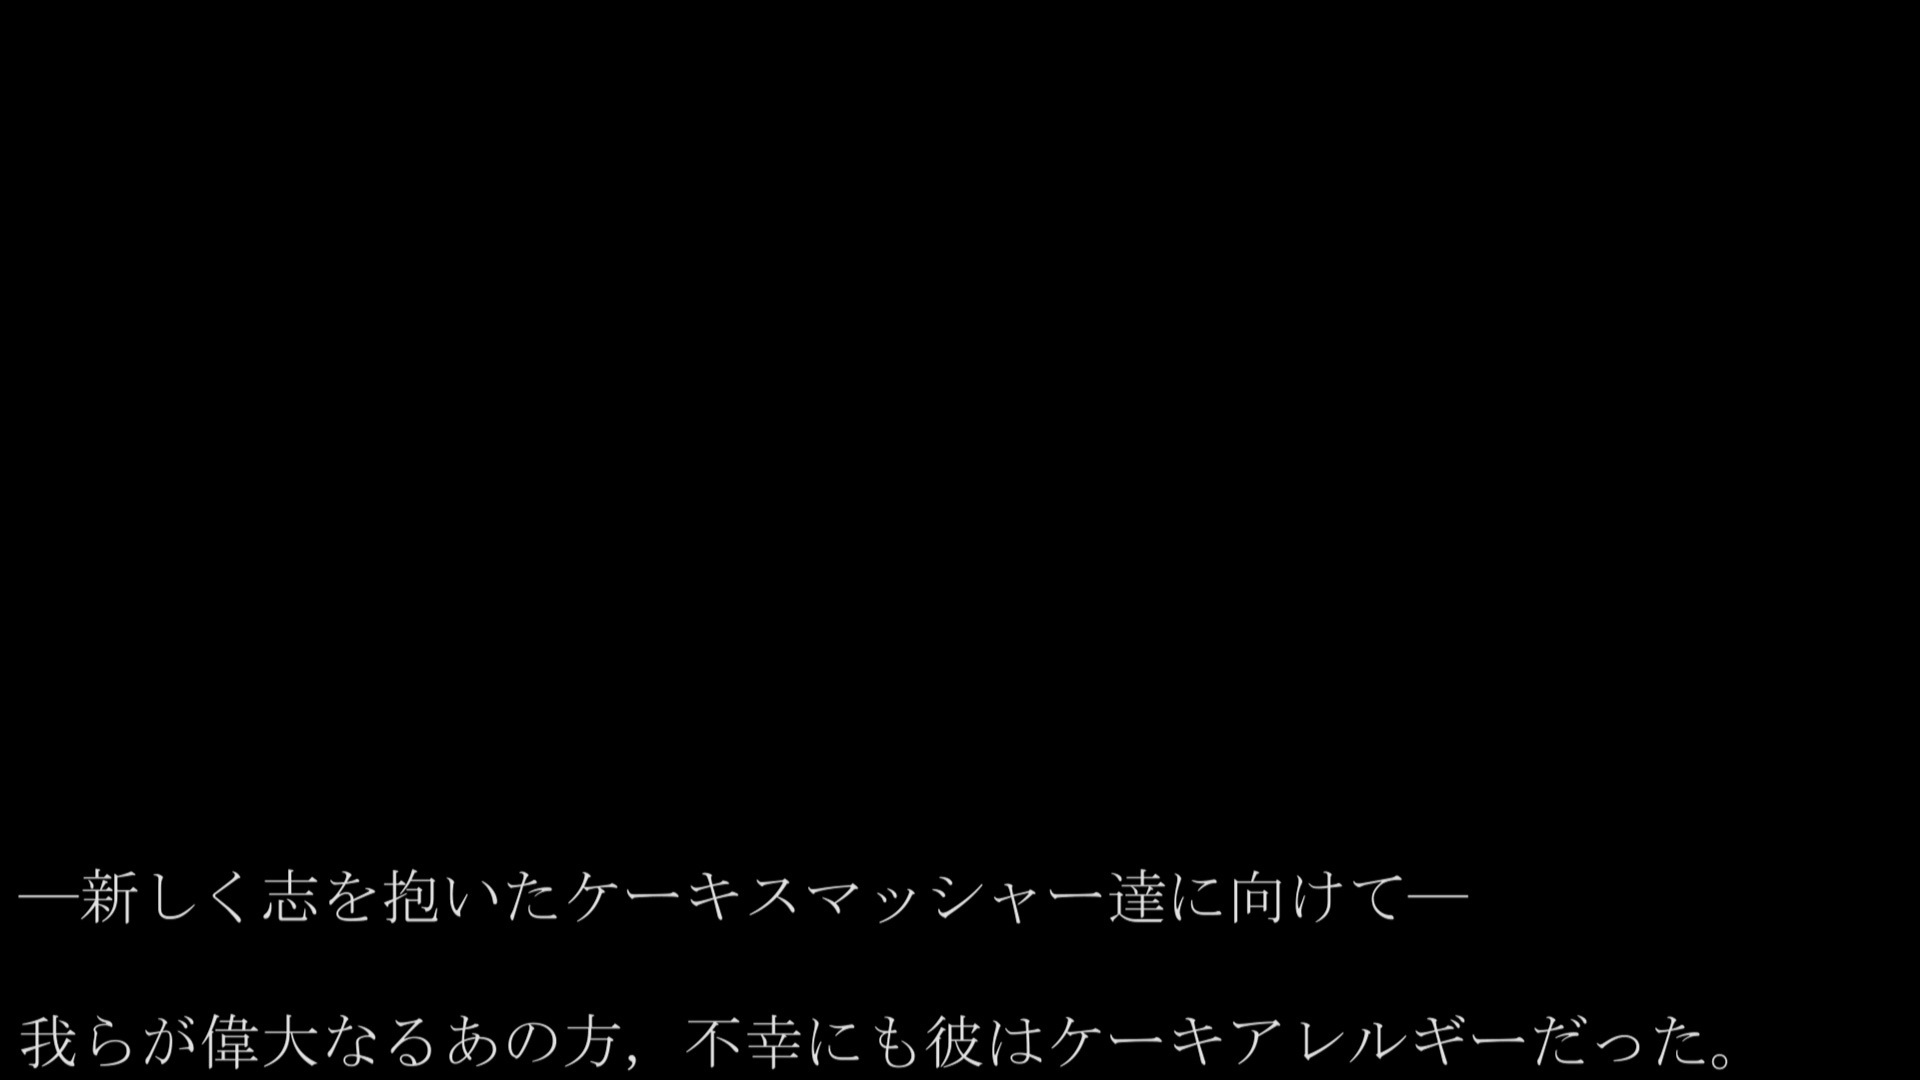 ―新しく志を抱いたケーキスマッシャー達に向けて―
我らが偉大なるあの方，不幸にも彼はケーキアレルギーだった。